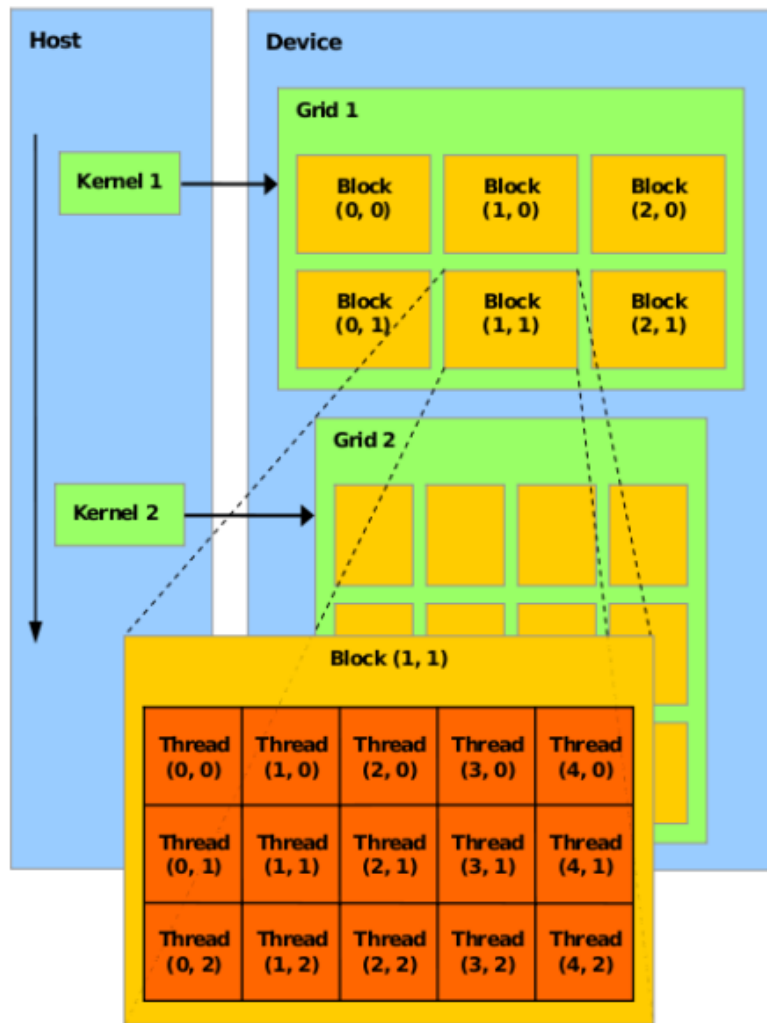 Host
Device
Grid 1
Kernel 1
Block
(0, 0)
Block
(1, 0)
Block
(2, 0)
Block
(0, 1)
Block
(1, 1)
Block
(2, 1)
Grid 2
Kernel 2
Block (1, 1)
Thread
(0, 0)
Thread
(1, 0)
Thread
(2, 0)
Thread
(3, 0)
Thread
(4, 0)
Thread
(0, 1)
Thread
(1, 1)
Thread
(2, 1)
Thread
(3, 1)
Thread
(4, 1)
Thread
(0, 2)
Thread
(1, 2)
Thread
(2, 2)
Thread
(3, 2)
Thread
(4, 2)